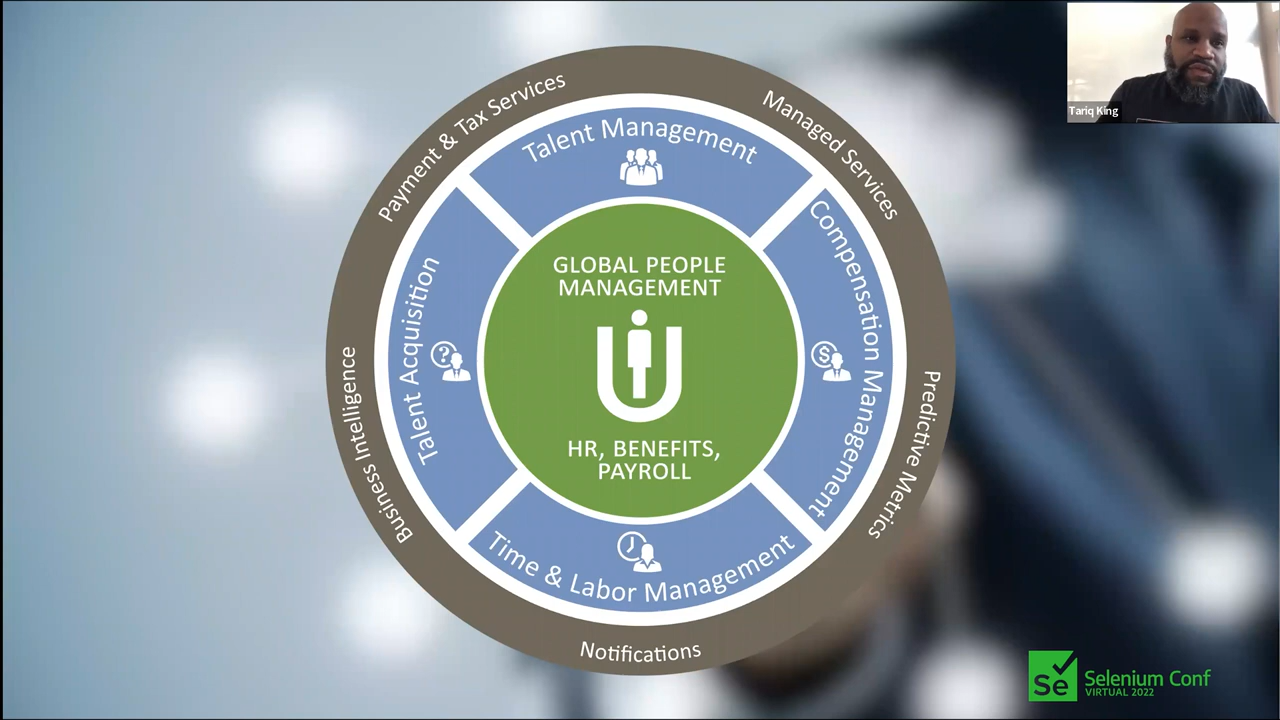 Payment & Tax Services
Managed Services
Talent Management
Compensation Management
Talent Acquisition
GLOBAL PEOPLE
MANAGEMENT
HR, BENEFITS,
PAYROLL
Business Intelligence
Predictive Metrics
Time & Labor Management
Notifications
Tariq King
Se
Selenium Conf
VIRTUAL 2022